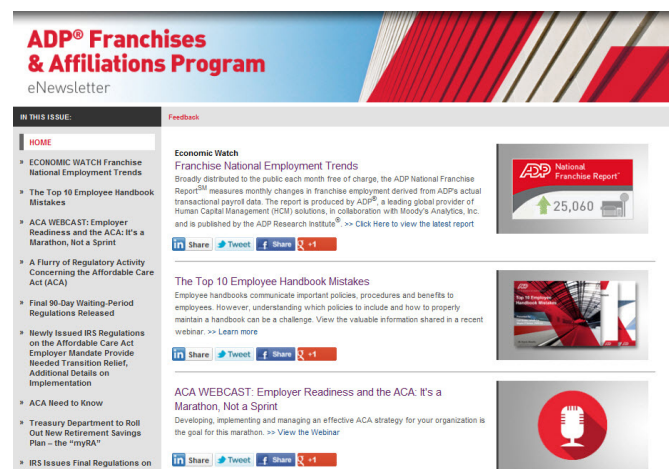 ADP® Franchises
& Affiliations Program
eNewsletter
IN THIS ISSUE:
Feedback
HOME
» ECONOMIC WATCH Franchise
National Employment Trends
» The Top 10 Employee Handbook
Mistakes
» ACA WEBCAST: Employer
Readiness and the ACA: It's a
Marathon, Not a Sprint
» A Flurry of Regulatory Activity
Concerning the Affordable Care
Act (ACA)
» Final 90-Day Waiting-Period
Regulations Released
» Newly Issued IRS Regulations
on the Affordable Care Act
Employer Mandate Provide
Needed Transition Relief,
Additional Details on
Implementation
» ACA Need to Know
» Treasury Department to Roll
Out New Retirement Savings
Plan – the “myRA”
» IRS Issues Final Regulations on
Economic Watch
Franchise National Employment Trends
Broadly distributed to the public each month free of charge, the ADP National Franchise
Report℠ measures monthly changes in franchise employment derived from ADP's actual
transactional payroll data. The report is produced by ADP®, a leading global provider of
Human Capital Management (HCM) solutions, in collaboration with Moody's Analytics, Inc.
and is published by the ADP Research Institute®. >> Click Here to view the latest report
in Share Tweet f Share +1
ADP National
Franchise Report
25,060
The Top 10 Employee Handbook Mistakes
Employee handbooks communicate important policies, procedures and benefits to
employees. However, understanding which policies to include and how to properly
maintain a handbook can be a challenge. View the valuable information shared in a recent
webinar. >> Learn more
in Share Tweet f Share +1
Top 10 Employee
Handbook
Mistakes
ACA WEBCAST: Employer Readiness and the ACA: It's a
Marathon, Not a Sprint
Developing, implementing and managing an effective ACA strategy for your organization is
the goal for this marathon. >> View the Webinar
in Share Tweet f Share +1